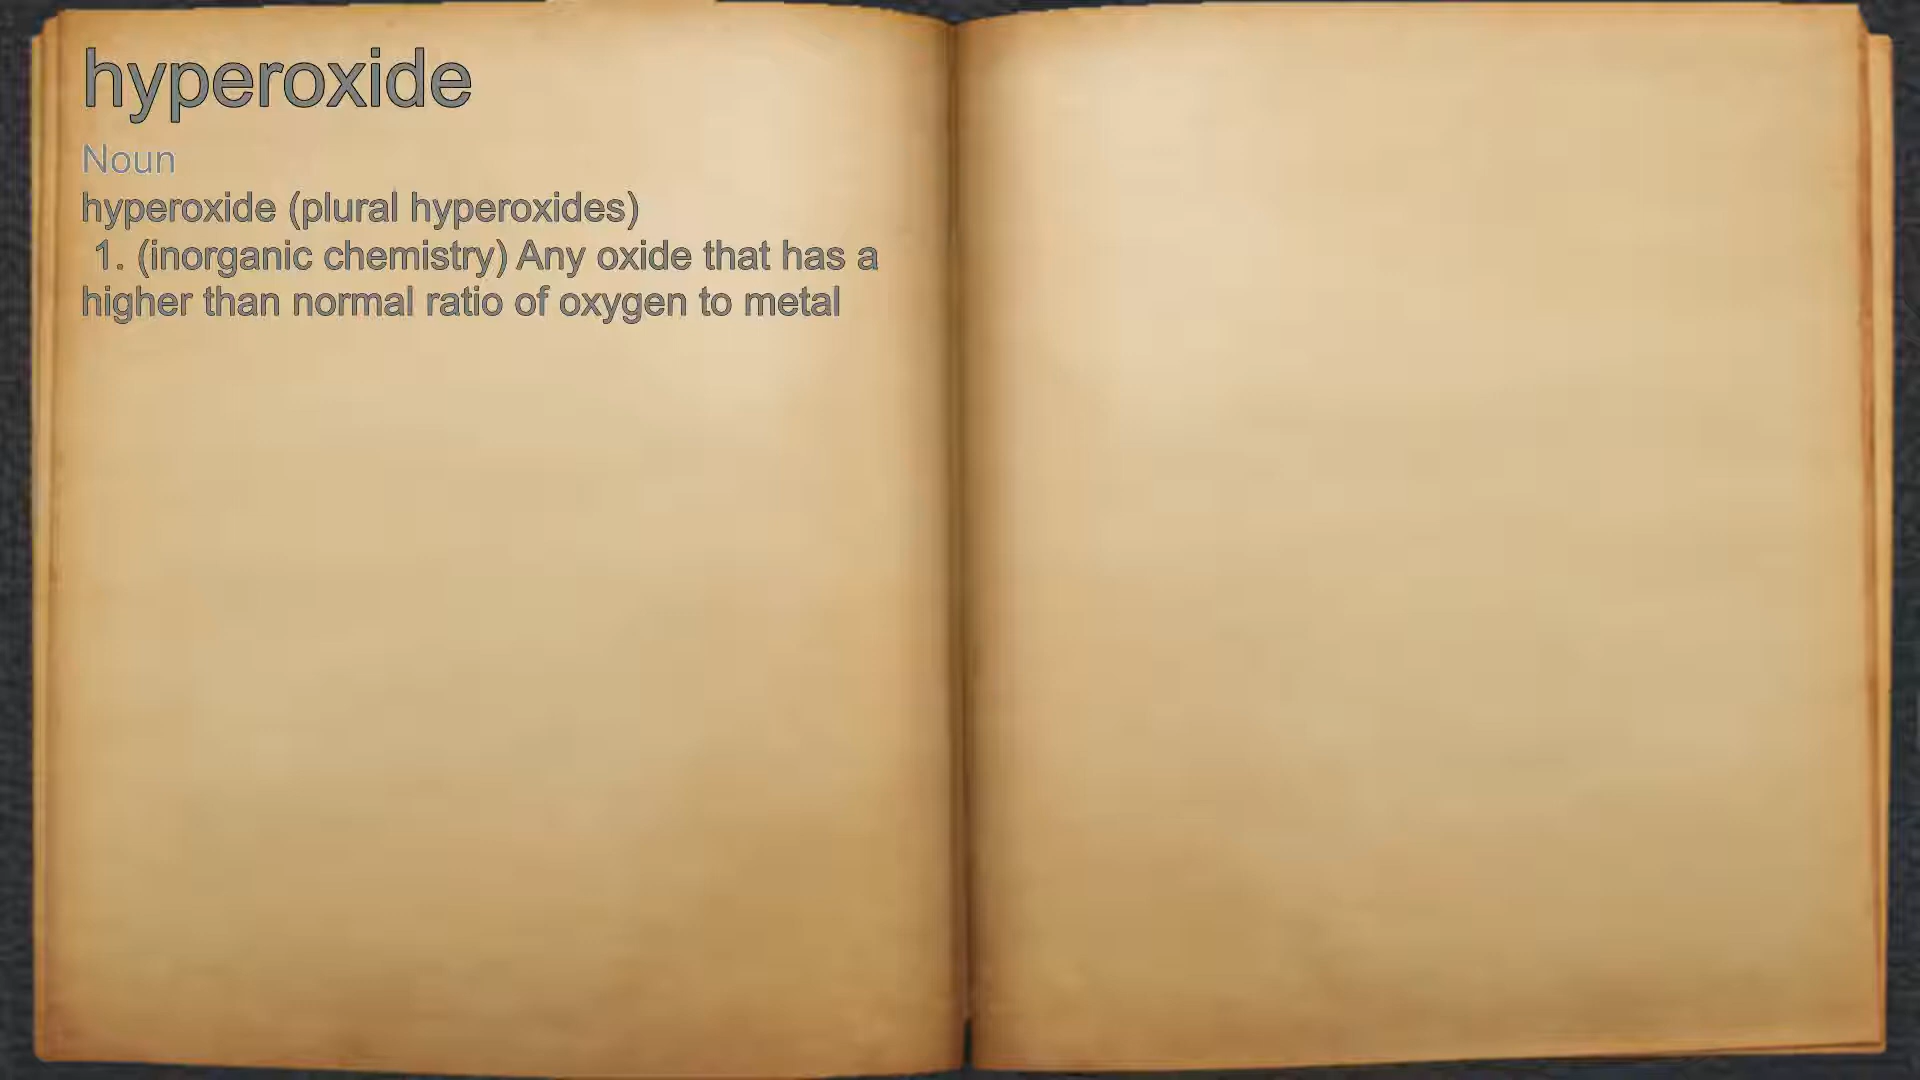 hyperoxide
Noun
hyperoxide (plural hyperoxides)
1. (inorganic chemistry) Any oxide that has a
higher than normal ratio of oxygen to metal